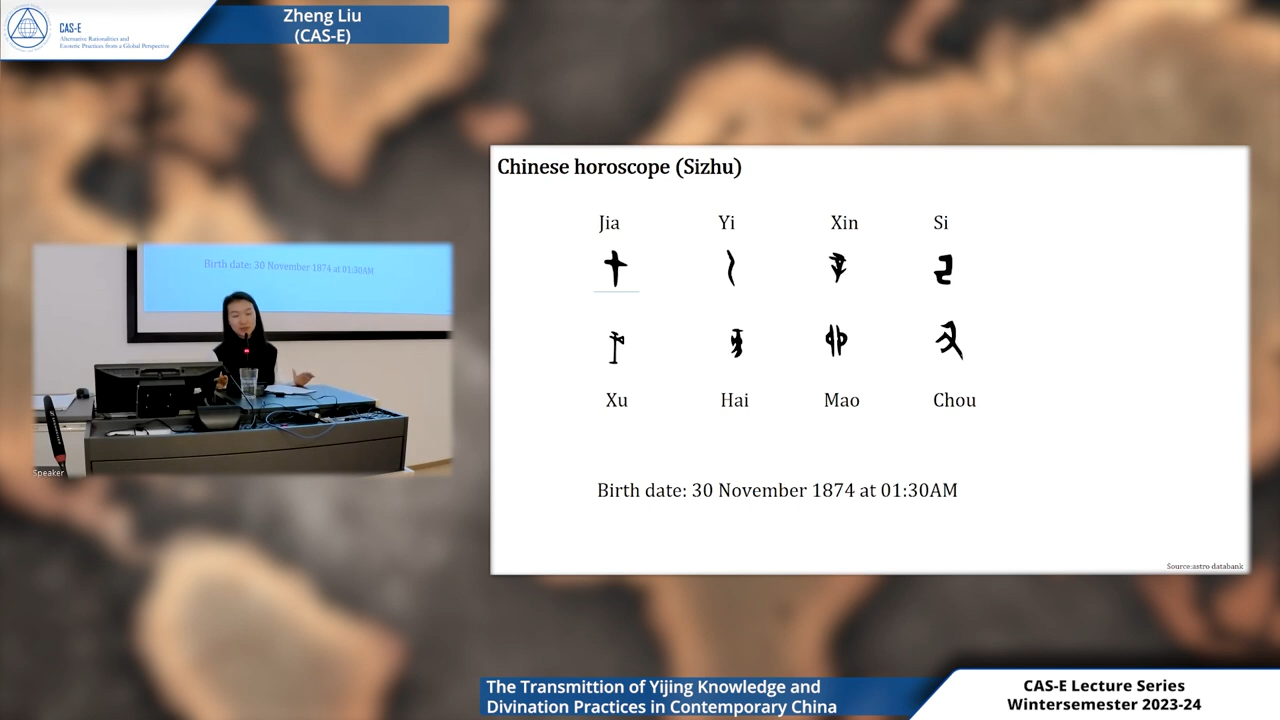 CAS-E
Alternative Rationalities and
Esoteric Practices from a Global Perspective
Zheng Liu
(CAS-E)
Birth date: 30 November 1874 at 01:30AM
Speaker
Chinese horoscope (Sizhu)
Jia Yi Xin Si
Xu Hai Mao Chou
Birth date: 30 November 1874 at 01:30AM
Source:astro databank
The Transmittion of Yijing Knowledge and
Divination Practices in Contemporary China
CAS-E Lecture Series
Wintersemester 2023-24